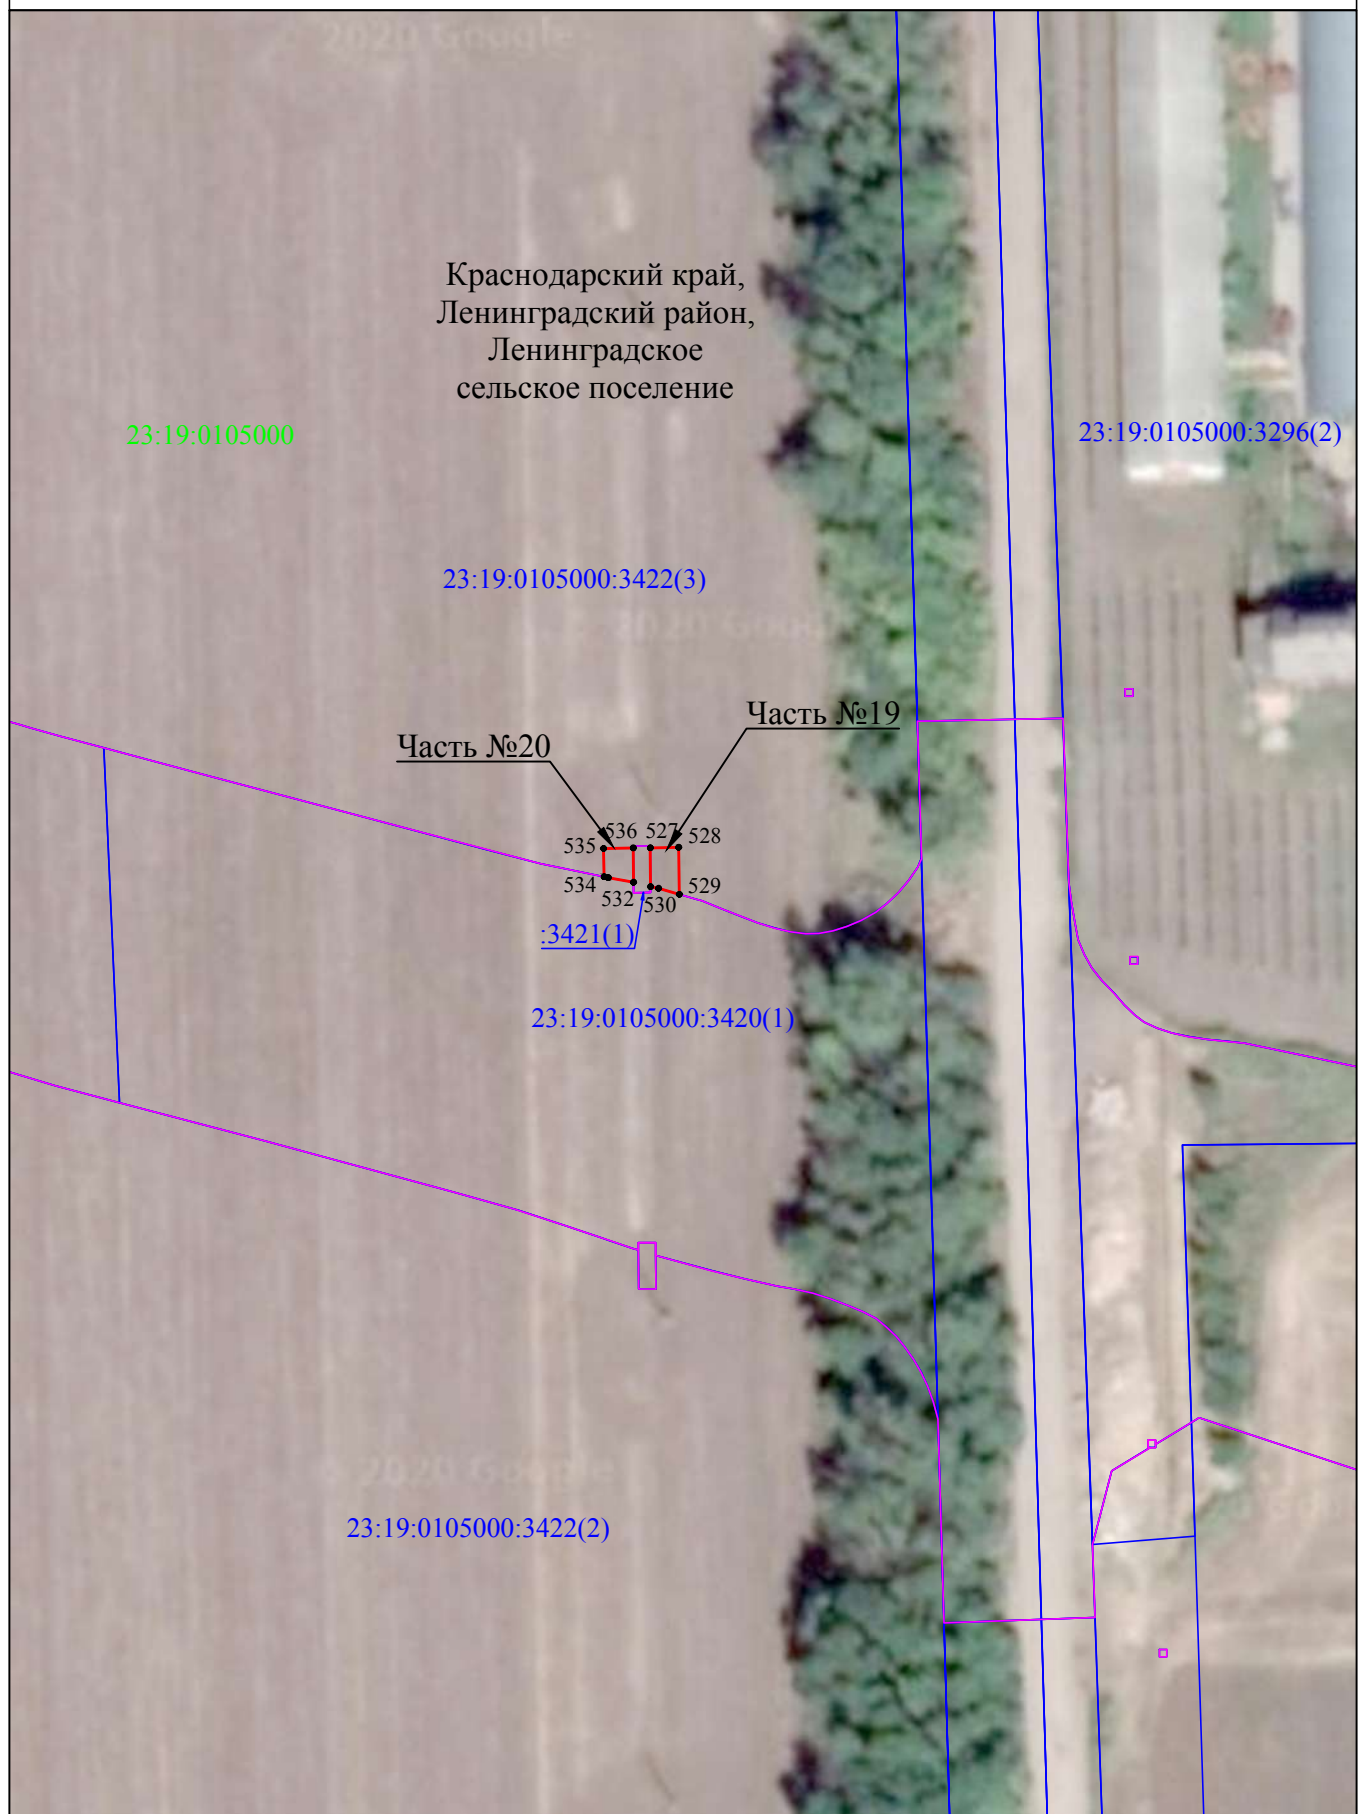 2020 Google
Краснодарский край,
Ленинградский район,
Ленинградское
сельское поселение
23:19:0105000
23:19:0105000:3296(2)
23:19:0105000:3422(3)
2020 Google
Часть №19
Часть №20
536
527
528
535
534
532
530
529
:3421(1)
23:19:0105000:3420(1)
2020 Google
23:19:0105000:3422(2)